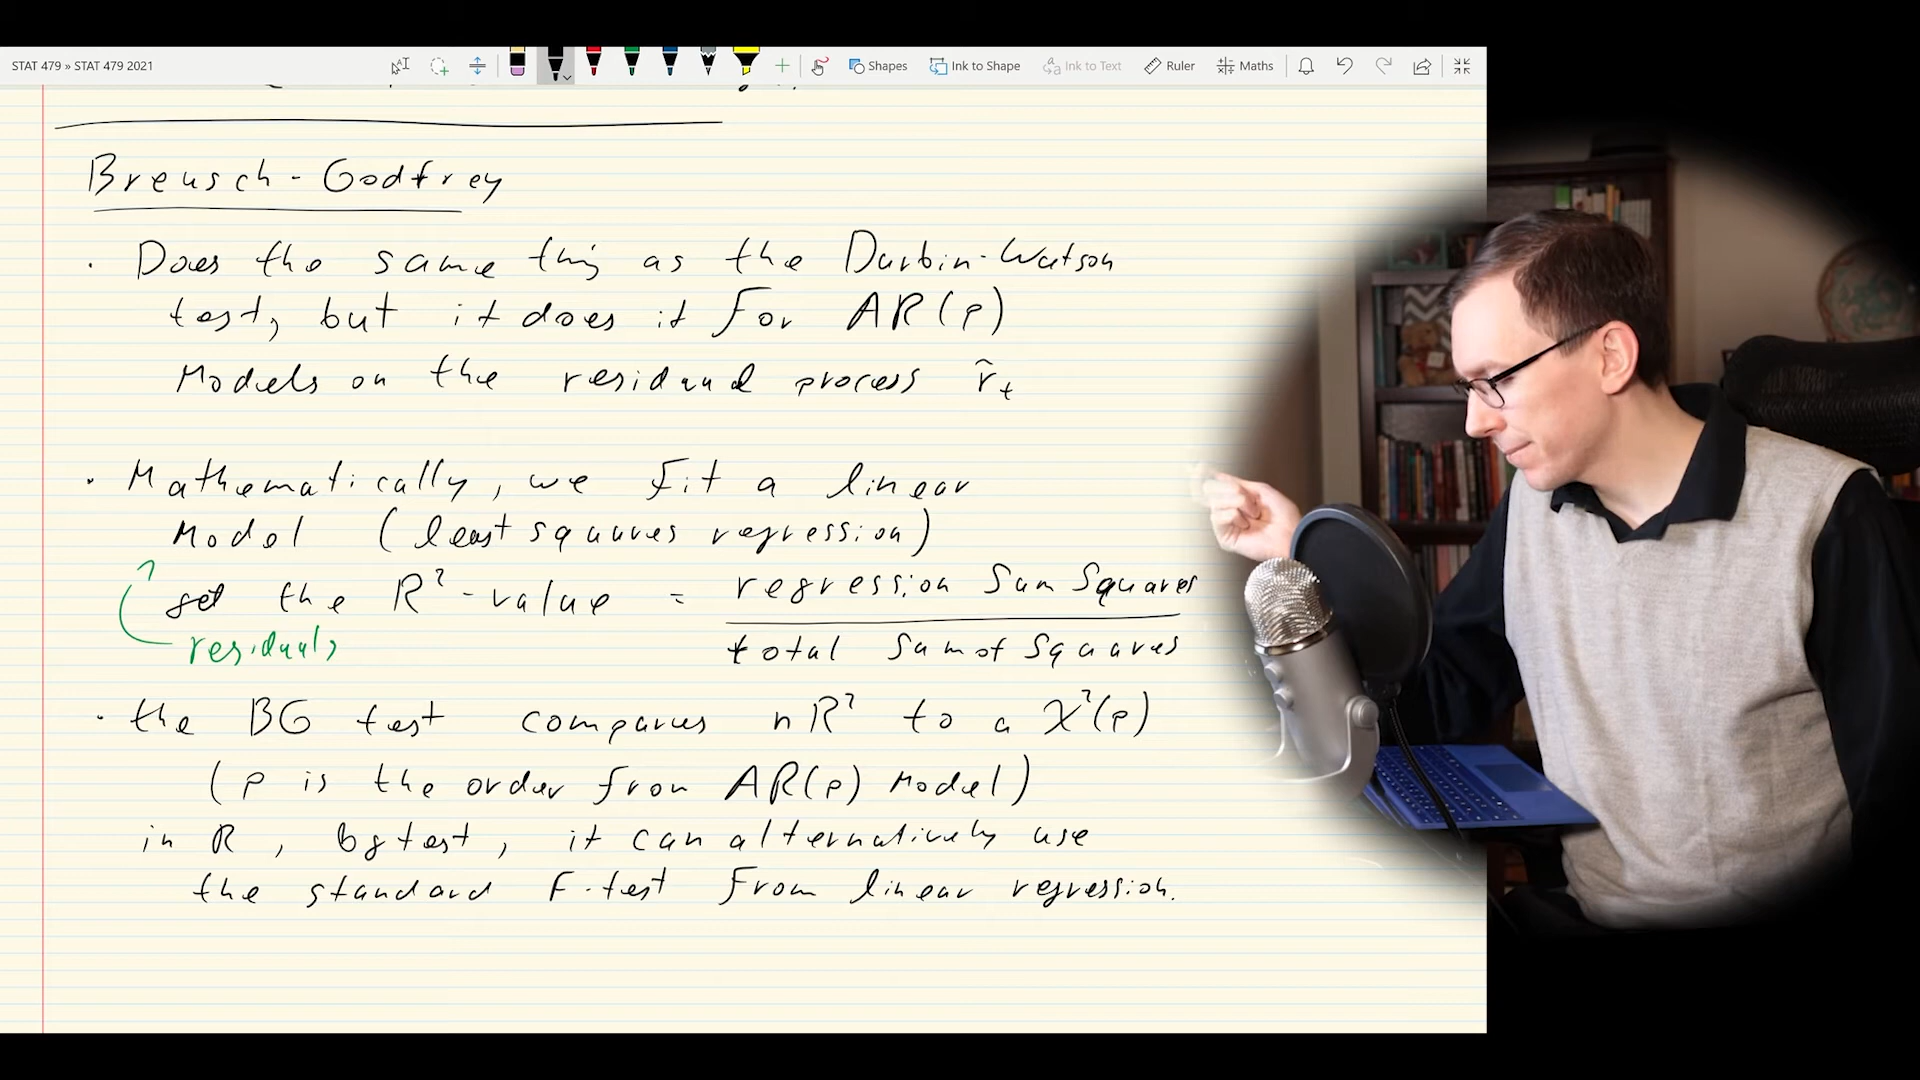 STAT 479 » STAT 479 2021
Shapes
Ink to Shape
Ink to Text
Ruler
Maths
Breusch-Godfrey
· Does the same thing as the Durbin-Watson
test, but it does it for AR(p)
Models on the residual process r̂t
· Mathematically, we fit a linear
Model (least squares regression)
get the R²-value = regression Sum Squares
total Sum of Squares
residuals
· the BG test compares nR² to a χ²(p)
(p is the order from AR(p) Model)
in R, bgtest, it can alternatively use
the standard F-test from linear regression.